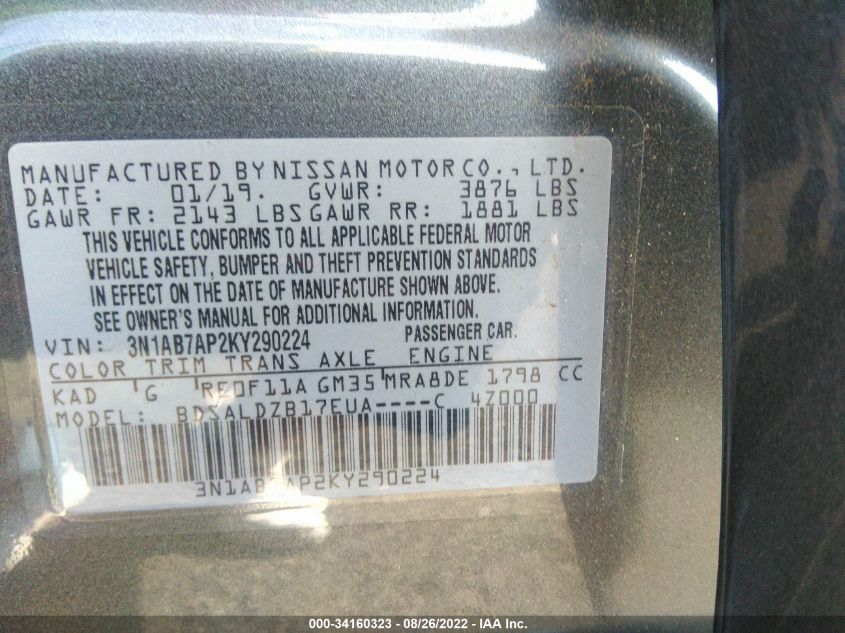 MANUFACTURED BY NISSAN MOTOR CO., LTD.
DATE: 01/19. GVWR: 3876 LBS
GAWR FR: 2143 LBS GAWR RR: 1881 LBS
THIS VEHICLE CONFORMS TO ALL APPLICABLE FEDERAL MOTOR
VEHICLE SAFETY, BUMPER AND THEFT PREVENTION STANDARDS
IN EFFECT ON THE DATE OF MANUFACTURE SHOWN ABOVE.
SEE OWNER'S MANUAL FOR ADDITIONAL INFORMATION.
VIN: 3N1AB7AP2KY290224 PASSENGER CAR.
COLOR TRIM TRANS AXLE ENGINE
KAD G RE0F11A GM35 MRA8DE 1798 CC
MODEL: BDSALDZB17EUA----C 4Z000
3N1AB7AP2KY290224
000-34160323 - 08/26/2022 - IAA Inc.